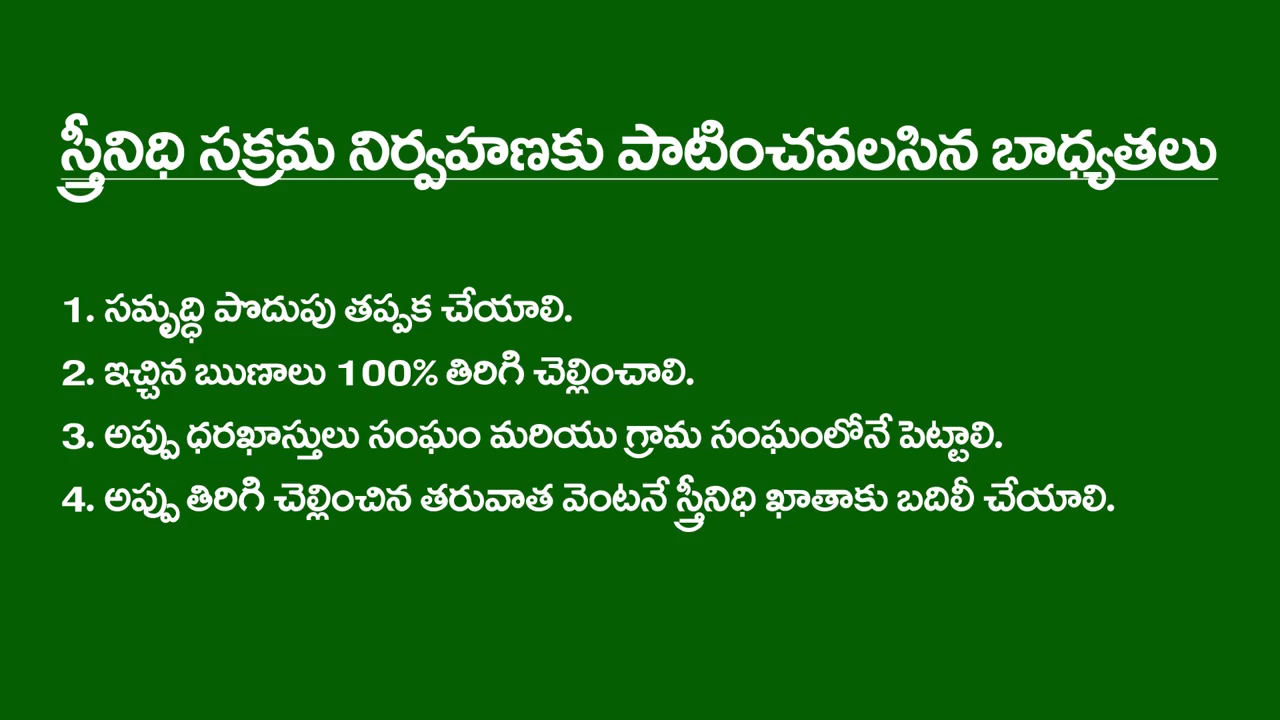 స్త్రీనిధి సక్రమ నిర్వహణకు పాటించవలసిన బాధ్యతలు
1. సమృద్ధి పొదుపు తప్పక చేయాలి.
2. ఇచ్చిన ఋణాలు 100% తిరిగి చెల్లించాలి.
3. అప్పు ధరఖాస్తులు సంఘం మరియు గ్రామ సంఘంలోనే పెట్టాలి.
4. అప్పు తిరిగి చెల్లించిన తరువాత వెంటనే స్త్రీనిధి ఖాతాకు బదిలీ చేయాలి.